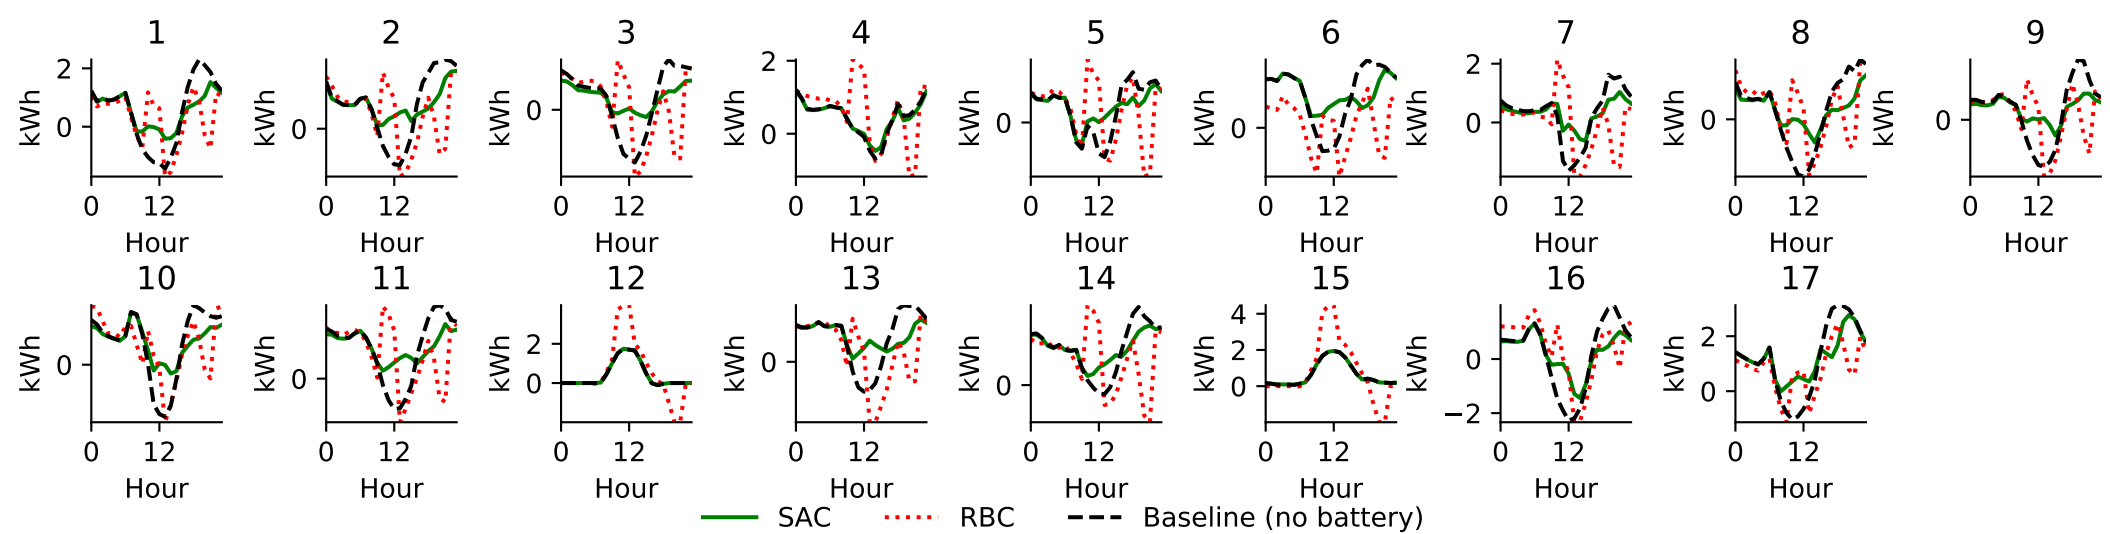 1 2 3 4 5 6 7 8 9
kWh 2 0 kWh 0 kWh 0 kWh 2 0 kWh 0 kWh 0 kWh 2 0 kWh 0 kWh 0
0 12 0 12 0 12 0 12 0 12 0 12 0 12 0 12 0 12
Hour Hour Hour Hour Hour Hour Hour Hour Hour
10 11 12 13 14 15 16 17
kWh 0 kWh 0 kWh 2 0 kWh 0 kWh 0 kWh 4 2 0 kWh 0 −2 kWh 2 0
0 12 0 12 0 12 0 12 0 12 0 12 0 12 0 12
Hour Hour Hour Hour Hour Hour Hour Hour
SAC RBC Baseline (no battery)